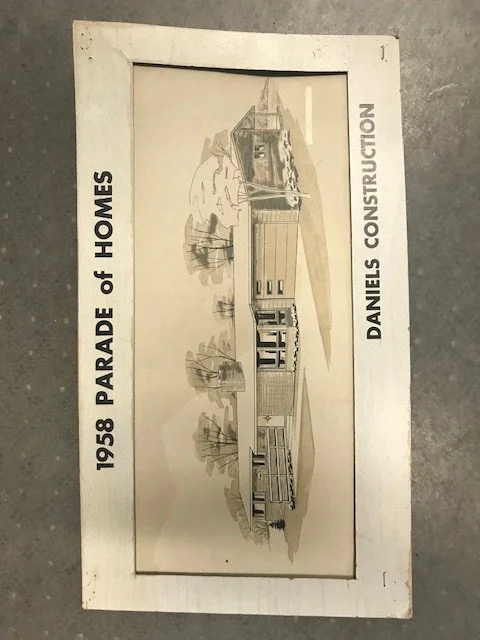 1958 PARADE of HOMES
DANIELS CONSTRUCTION